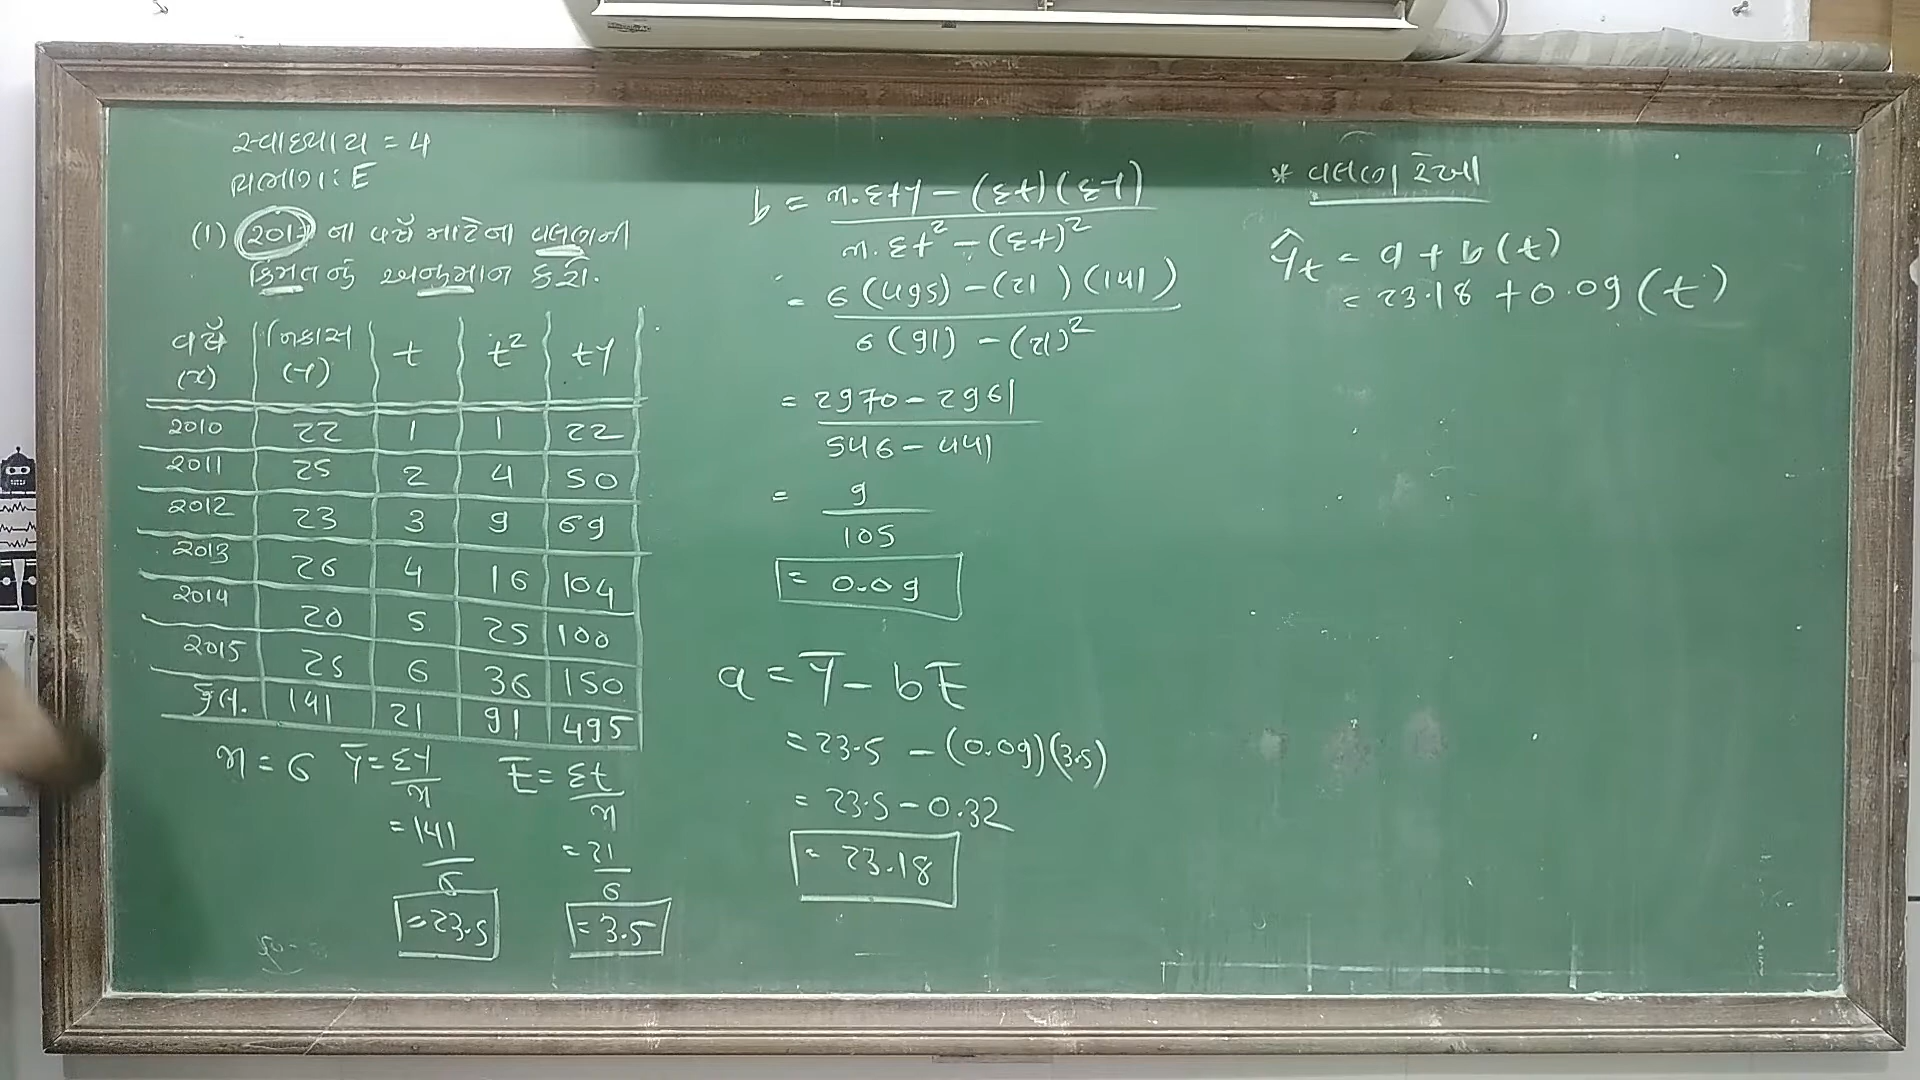 સ્વાધ્યાય = 4
વિભાગ: E
(1) 2017 ના વર્ષ માટેના વલણની
કિંમતનું અનુમાન કરો.
વર્ષ (x) | નિકાસ (Y) | t | t² | tY
2010 | 22 | 1 | 1 | 22
2011 | 25 | 2 | 4 | 50
2012 | 23 | 3 | 9 | 69
2013 | 26 | 4 | 16 | 104
2014 | 20 | 5 | 25 | 100
2015 | 25 | 6 | 36 | 150
કુલ. | 141 | 21 | 91 | 495
n = 6
Ȳ = ΣY / n
= 141 / 6
= 23.5
t̄ = Σt / n
= 21 / 6
= 3.5
b = n.ΣtY - (Σt)(ΣY) / n.Σt² - (Σt)²
= 6(495) - (21)(141) / 6(91) - (21)²
= 2970 - 2961 / 546 - 441
= 9 / 105
= 0.09
a = Ȳ - bt̄
= 23.5 - (0.09)(3.5)
= 23.5 - 0.32
= 23.18
* વલણ રેખા
ŷt = a + b(t)
= 23.18 + 0.09(t)